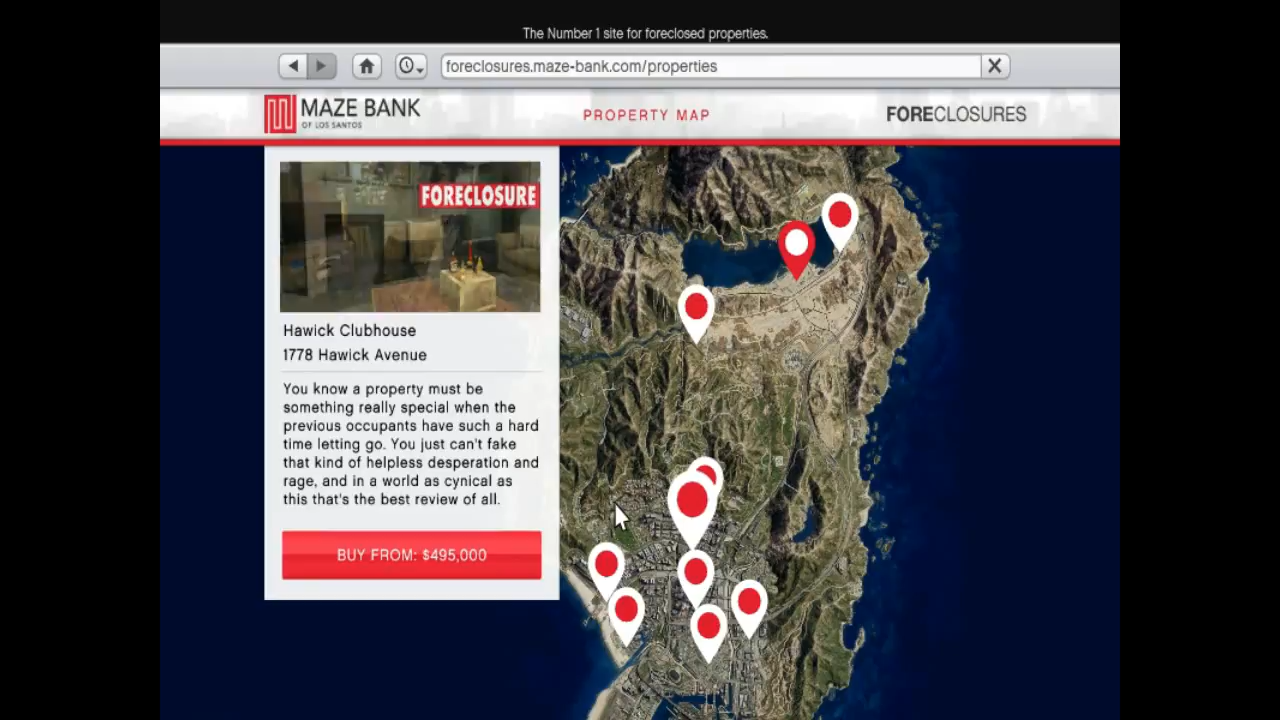 The Number 1 site for foreclosed properties.
foreclosures.maze-bank.com/properties
MAZE BANK
OF LOS SANTOS
PROPERTY MAP
FORECLOSURES
FORECLOSURE
Hawick Clubhouse
1778 Hawick Avenue
You know a property must be
something really special when the
previous occupants have such a hard
time letting go. You just can't fake
that kind of helpless desperation and
rage, and in a world as cynical as
this that's the best review of all.
BUY FROM: $495,000